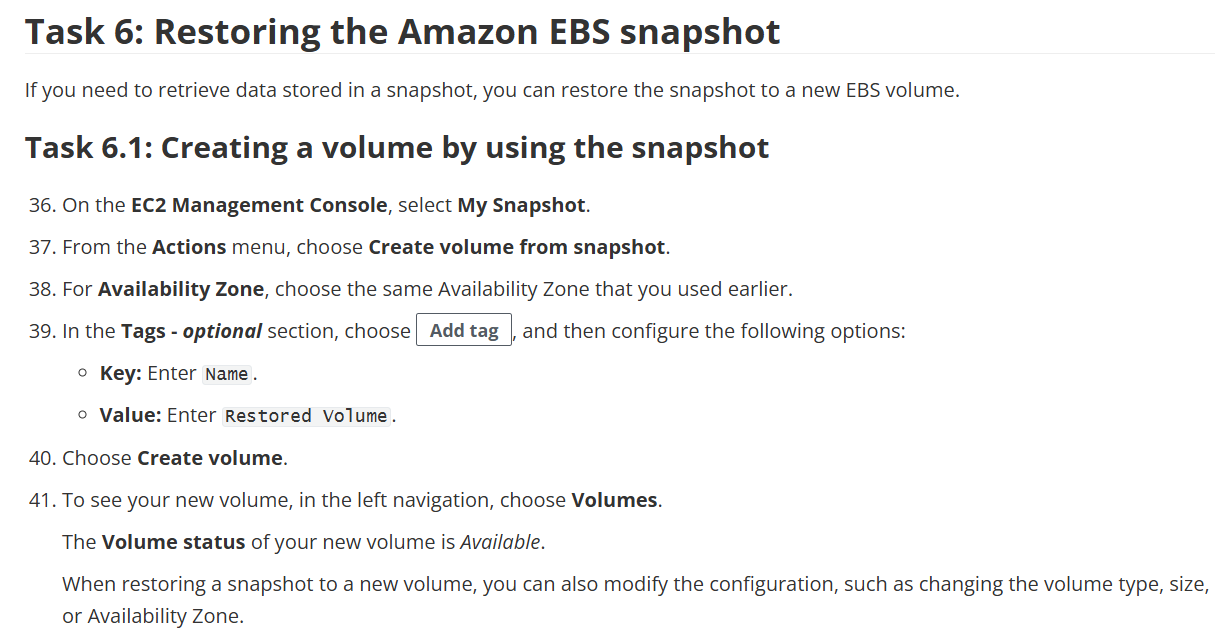 Task 6: Restoring the Amazon EBS snapshot
If you need to retrieve data stored in a snapshot, you can restore the snapshot to a new EBS volume.
Task 6.1: Creating a volume by using the snapshot
36. On the EC2 Management Console, select My Snapshot.
37. From the Actions menu, choose Create volume from snapshot.
38. For Availability Zone, choose the same Availability Zone that you used earlier.
39. In the Tags - optional section, choose Add tag, and then configure the following options:
Key: Enter Name.
Value: Enter Restored Volume.
40. Choose Create volume.
41. To see your new volume, in the left navigation, choose Volumes.
The Volume status of your new volume is Available.
When restoring a snapshot to a new volume, you can also modify the configuration, such as changing the volume type, size,
or Availability Zone.